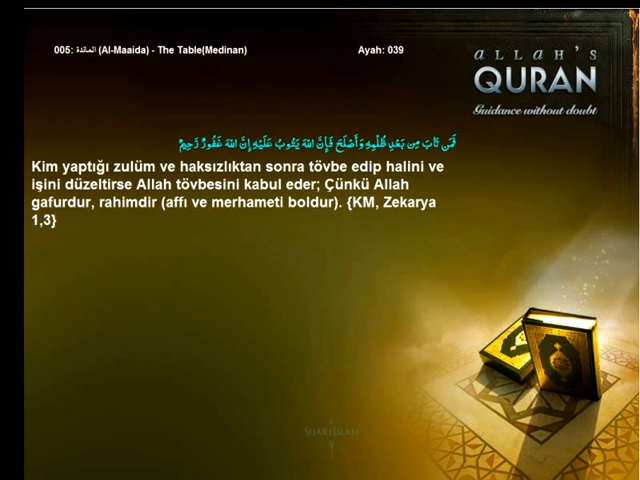 005: المائدة (Al-Maaida) - The Table(Medinan) Ayah: 039
ALLAH'S
QURAN
Guidance without doubt
فَمَن تَابَ مِن بَعْدِ ظُلْمِهِ وَأَصْلَحَ فَإِنَّ اللهَ يَتُوبُ عَلَيْهِ إِنَّ اللهَ غَفُورٌ رَّحِيمٌ
Kim yaptığı zulüm ve haksızlıktan sonra tövbe edip halini ve
işini düzeltirse Allah tövbesini kabul eder; Çünkü Allah
gafurdur, rahimdir (affı ve merhameti boldur). {KM, Zekarya
1,3}